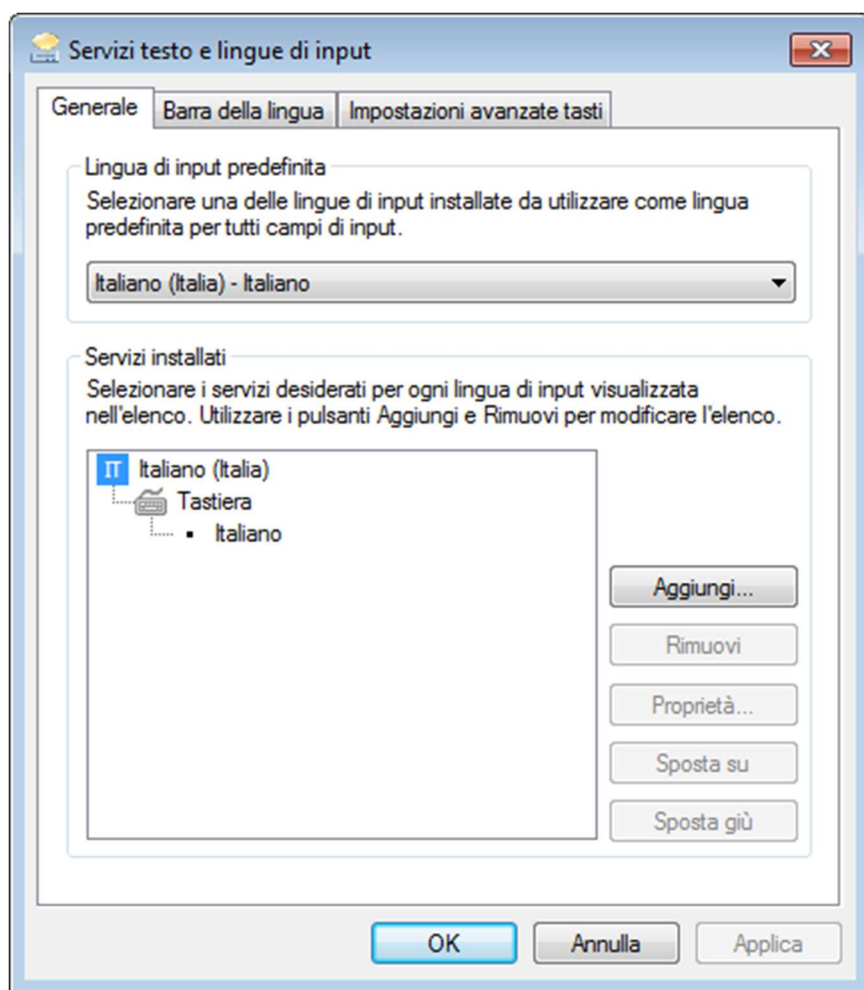 Servizi testo e lingue di input
Generale
Barra della lingua
Impostazioni avanzate tasti
Lingua di input predefinita
Selezionare una delle lingue di input installate da utilizzare come lingua
predefinita per tutti campi di input.
Italiano (Italia) - Italiano
Servizi installati
Selezionare i servizi desiderati per ogni lingua di input visualizzata
nell'elenco. Utilizzare i pulsanti Aggiungi e Rimuovi per modificare l'elenco.
IT Italiano (Italia)
Tastiera
Italiano
Aggiungi...
Rimuovi
Proprietà...
Sposta su
Sposta giù
OK
Annulla
Applica